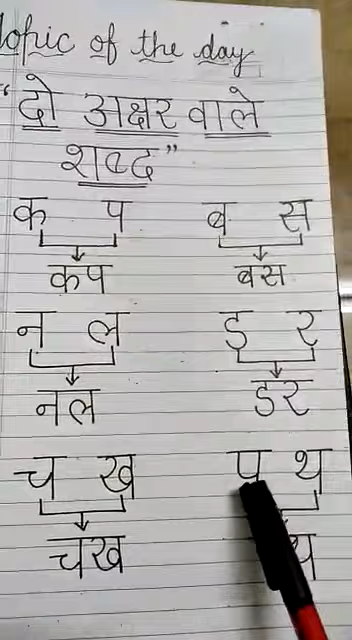 Topic of the day
"दो अक्षर वाले
शब्द"
क प ब स
कप बस
न ल ड र
नल डर
च ख प थ
चख थ